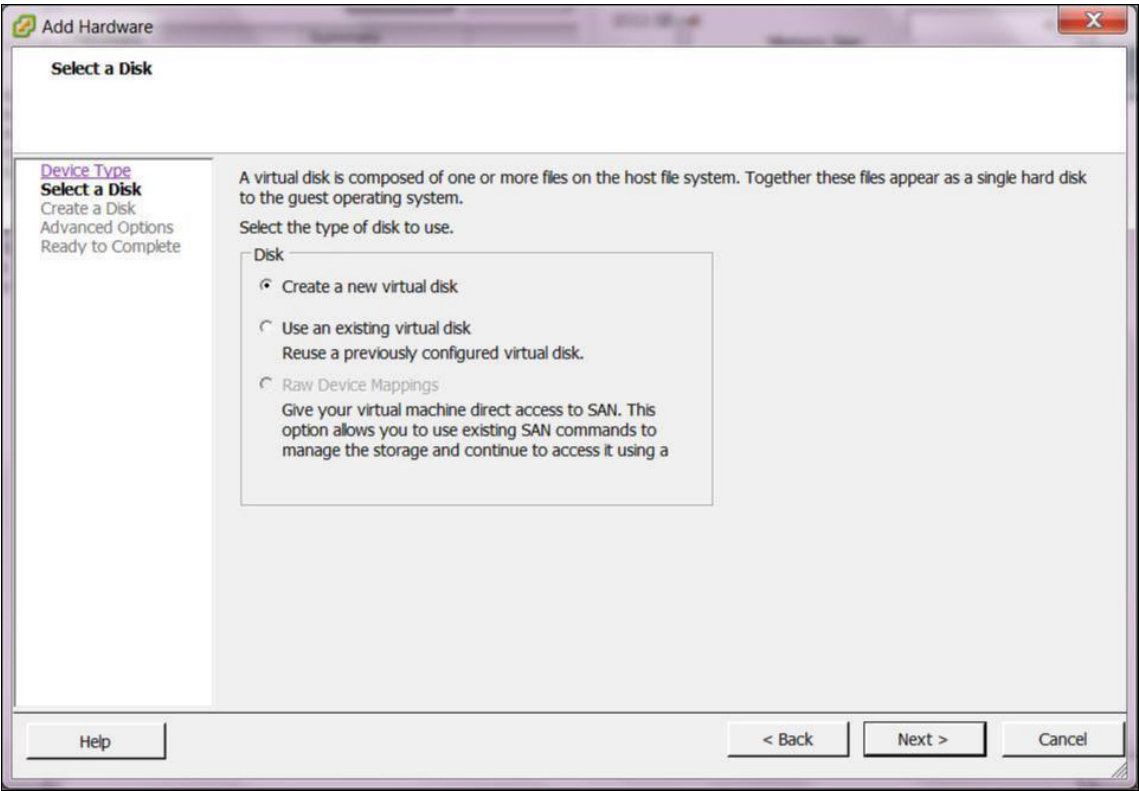 Add Hardware
X
Select a Disk
Device Type
Select a Disk
Create a Disk
Advanced Options
Ready to Complete
A virtual disk is composed of one or more files on the host file system. Together these files appear as a single hard disk
to the guest operating system.
Select the type of disk to use.
Disk
Create a new virtual disk
Use an existing virtual disk
Reuse a previously configured virtual disk.
Raw Device Mappings
Give your virtual machine direct access to SAN. This
option allows you to use existing SAN commands to
manage the storage and continue to access it using a
Help
< Back
Next >
Cancel